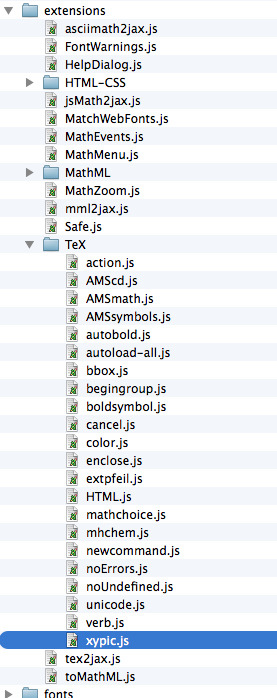 extensions
asciimath2jax.js
FontWarnings.js
HelpDialog.js
HTML-CSS
jsMath2jax.js
MatchWebFonts.js
MathEvents.js
MathMenu.js
MathML
MathZoom.js
mml2jax.js
Safe.js
TeX
action.js
AMScd.js
AMSmath.js
AMSsymbols.js
autobold.js
autoload-all.js
bbox.js
begingroup.js
boldsymbol.js
cancel.js
color.js
enclose.js
extpfeil.js
HTML.js
mathchoice.js
mhchem.js
newcommand.js
noErrors.js
noUndefined.js
unicode.js
verb.js
xypic.js
tex2jax.js
toMathML.js
fonts